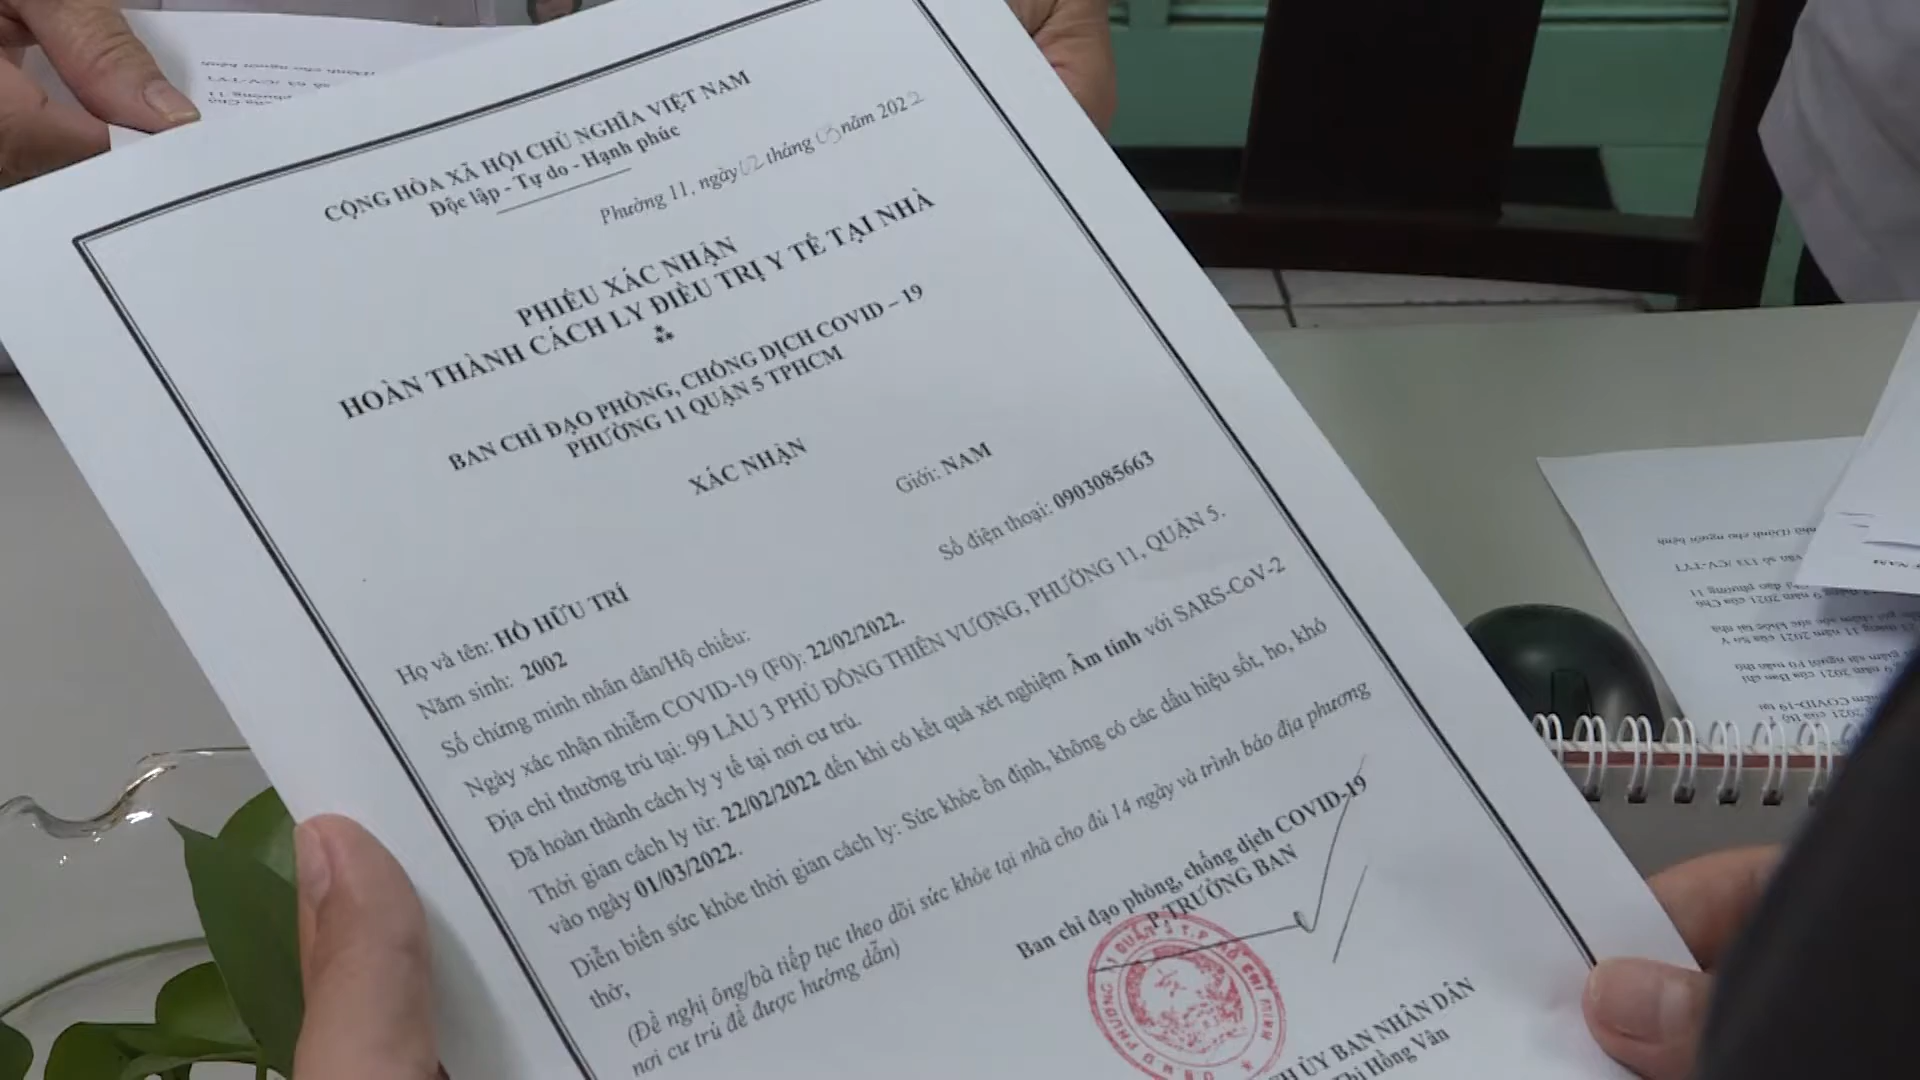 CỘNG HÒA XÃ HỘI CHỦ NGHĨA VIỆT NAM
Độc lập - Tự do - Hạnh phúc
Phường 11, ngày 02 tháng 03 năm 2022
PHIẾU XÁC NHẬN
HOÀN THÀNH CÁCH LY ĐIỀU TRỊ Y TẾ TẠI NHÀ
BAN CHỈ ĐẠO PHÒNG, CHỐNG DỊCH COVID – 19
PHƯỜNG 11 QUẬN 5 TPHCM
XÁC NHẬN
Giới: NAM
Họ và tên: HỒ HỮU TRÍ
Số điện thoại: 0903085663
Năm sinh: 2002
Số chứng minh nhân dân/Hộ chiếu:
Ngày xác nhận nhiễm COVID-19 (F0): 22/02/2022.
Địa chỉ thường trú tại: 99 LẦU 3 PHÙ ĐỔNG THIÊN VƯƠNG, PHƯỜNG 11, QUẬN 5.
Đã hoàn thành cách ly y tế tại nơi cư trú.
Thời gian cách ly từ: 22/02/2022 đến khi có kết quả xét nghiệm Âm tính với SARS-CoV-2
vào ngày 01/03/2022.
Diễn biến sức khỏe thời gian cách ly: Sức khỏe ổn định, không có các dấu hiệu sốt, ho, khó
thở,
(Đề nghị ông/bà tiếp tục theo dõi sức khỏe tại nhà cho đủ 14 ngày và trình báo địa phương
nơi cư trú để được hướng dẫn)
Ban chỉ đạo phòng, chống dịch COVID-19
P.TRƯỞNG BAN
ỦY BAN NHÂN DÂN
Thị Hồng Vân